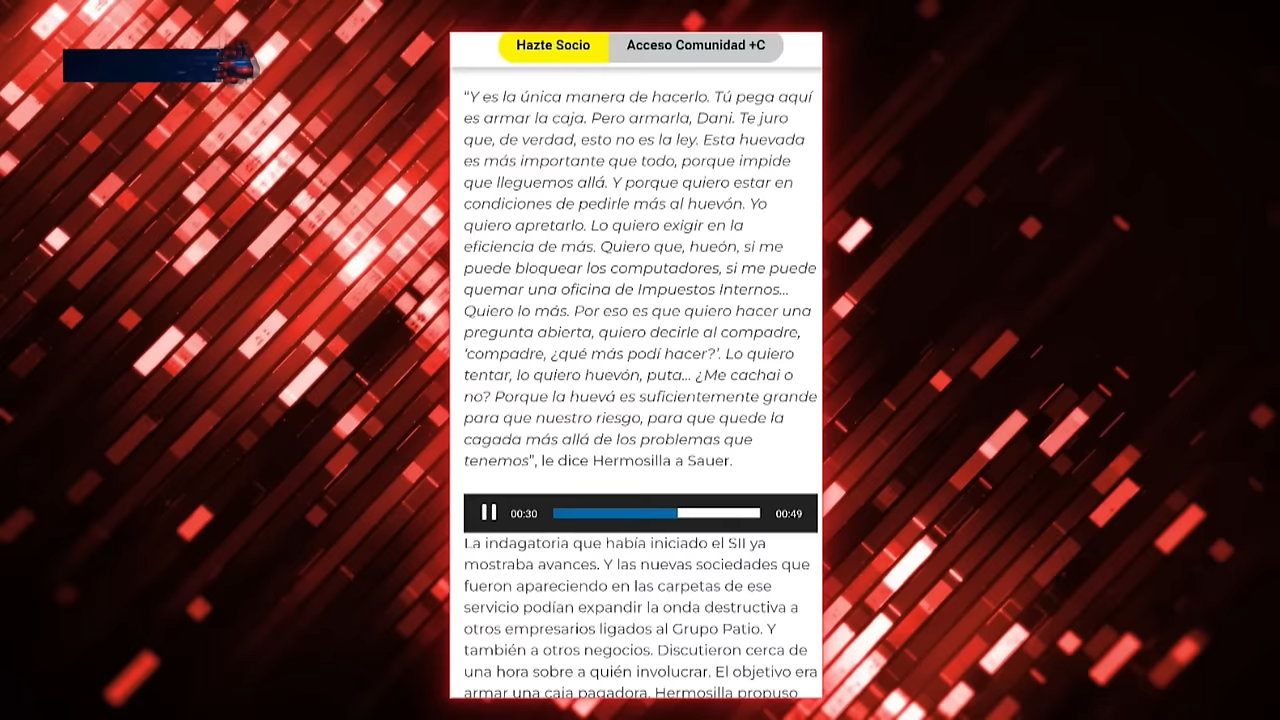 Hazte Socio
Acceso Comunidad +C
“Y es la única manera de hacerlo. Tú pega aquí
es armar la caja. Pero armarla, Dani. Te juro
que, de verdad, esto no es la ley. Esta huevada
es más importante que todo, porque impide
que lleguemos allá. Y porque quiero estar en
condiciones de pedirle más al huevón. Yo
quiero apretarlo. Lo quiero exigir en la
eficiencia de más. Quiero que, hueón, si me
puede bloquear los computadores, si me puede
quemar una oficina de Impuestos Internos...
Quiero lo más. Por eso es que quiero hacer una
pregunta abierta, quiero decirle al compadre,
‘compadre, ¿qué más podí hacer?’. Lo quiero
tentar, lo quiero huevón, puta... ¿Me cachai o
no? Porque la huevá es suficientemente grande
para que nuestro riesgo, para que quede la
cagada más allá de los problemas que
tenemos”, le dice Hermosilla a Sauer.
00:30
00:49
La indagatoria que había iniciado el SII ya
mostraba avances. Y las nuevas sociedades que
fueron apareciendo en las carpetas de ese
servicio podían expandir la onda destructiva a
otros empresarios ligados al Grupo Patio. Y
también a otros negocios. Discutieron cerca de
una hora sobre a quién involucrar. El objetivo era
armar una caja pagadora. Hermosilla propuso